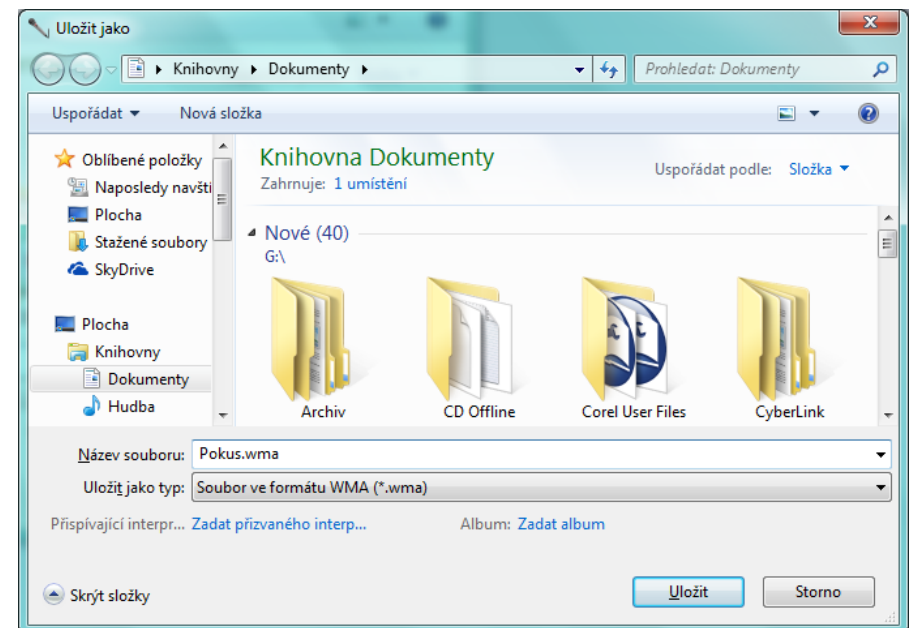 Uložit jako
Knihovny Dokumenty
Prohledat: Dokumenty
Uspořádat Nová složka
Oblíbené položky
Naposledy navšti
Plocha
Stažené soubory
SkyDrive
Plocha
Knihovny
Dokumenty
Hudba
Knihovna Dokumenty
Zahrnuje: 1 umístění
Uspořádat podle: Složka
Nové (40)
G:\
Archiv
CD Offline
Corel User Files
CyberLink
Název souboru: Pokus.wma
Uložit jako typ: Soubor ve formátu WMA (*.wma)
Přispívající interpr... Zadat přizvaného interp... Album: Zadat album
Skrýt složky
Uložit
Storno